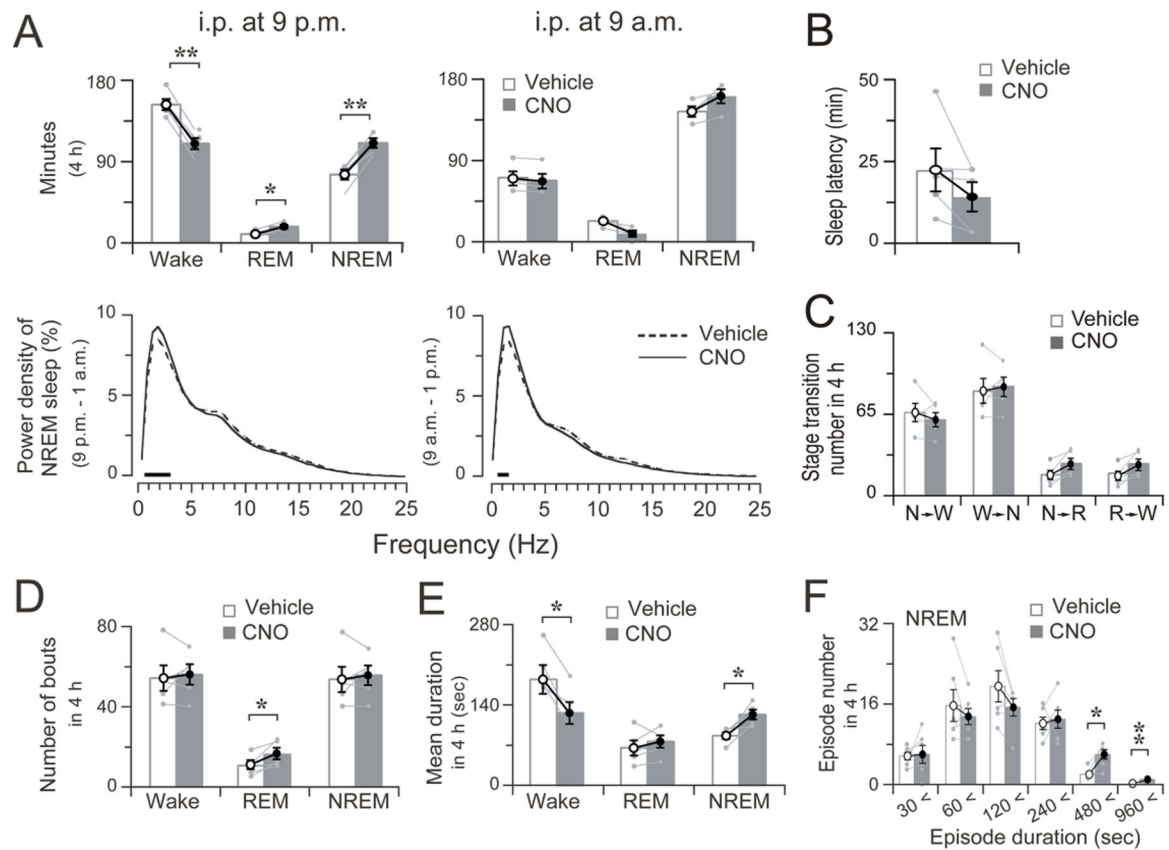 A
i.p. at 9 p.m.
i.p. at 9 a.m.
Minutes
(4 h)
180
90
0
**
*
**
Wake
REM
NREM
180
90
0
Vehicle
CNO
Wake
REM
NREM
Power density of
NREM sleep (%)
(9 p.m. - 1 a.m.)
10
5
0
0
5
10
15
20
25
(9 a.m. - 1 p.m.)
10
5
0
Vehicle
CNO
0
5
10
15
20
25
Frequency (Hz)
B
Sleep latency (min)
50
25
0
Vehicle
CNO
C
Stage transition
number in 4 h
130
65
0
Vehicle
CNO
N→W
W→N
N→R
R→W
D
Number of bouts
in 4 h
80
40
0
Vehicle
CNO
*
Wake
REM
NREM
E
Mean duration
in 4 h (sec)
280
140
0
Vehicle
CNO
*
*
Wake
REM
NREM
F
NREM
Episode number
in 4 h
32
16
0
Vehicle
CNO
*
**
30 <
60 <
120 <
240 <
480 <
960 <
Episode duration (sec)